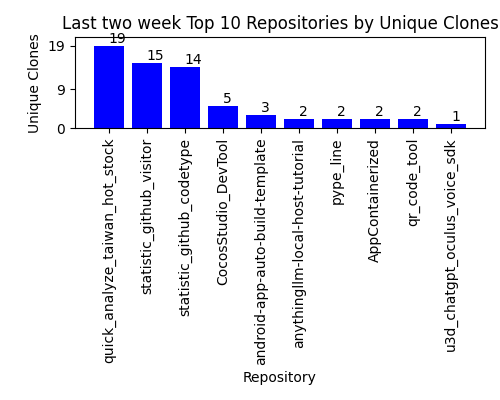 Last two week Top 10 Repositories by Unique Clones
Unique Clones
19
9
0
19
15
14
5
3
2
2
2
2
1
quick_analyze_taiwan_hot_stock
statistic_github_visitor
statistic_github_codetype
CocosStudio_DevTool
android-app-auto-build-template
anythingllm-local-host-tutorial
pype_line
AppContainerized
qr_code_tool
u3d_chatgpt_oculus_voice_sdk
Repository